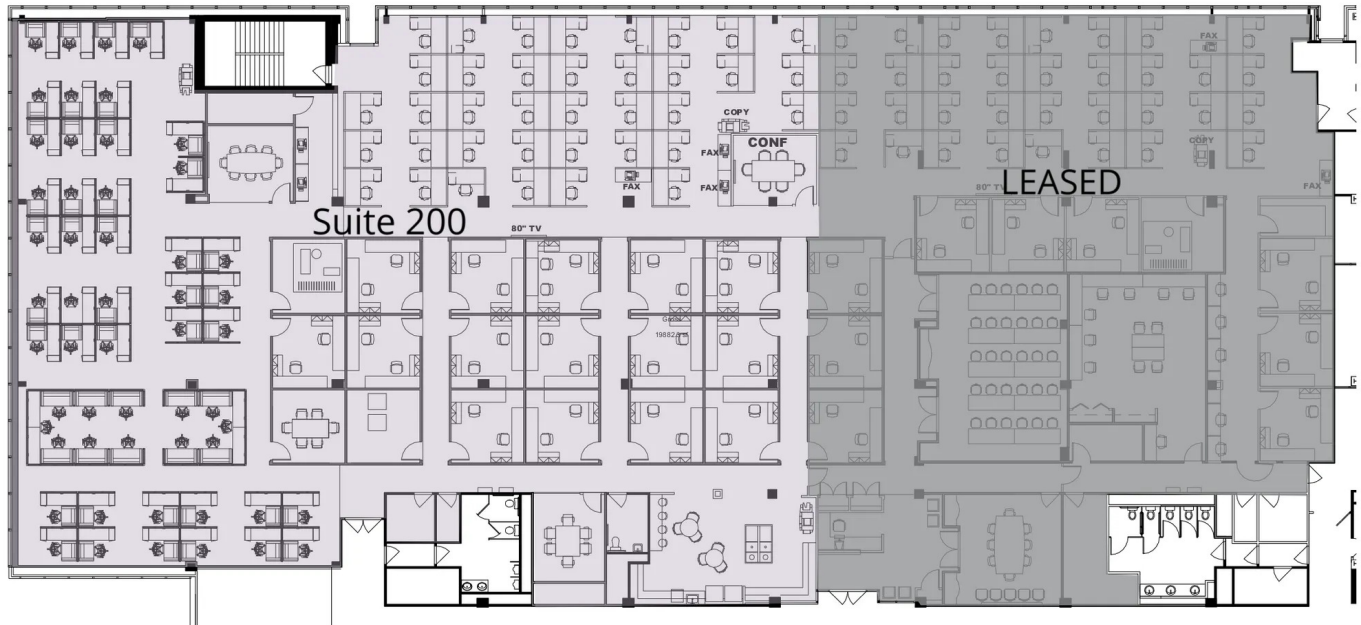 FAX
COPY
CONF
FAX
COPY
FAX
FAX
FAX
80" TV
LEASED
Suite 200
80" TV